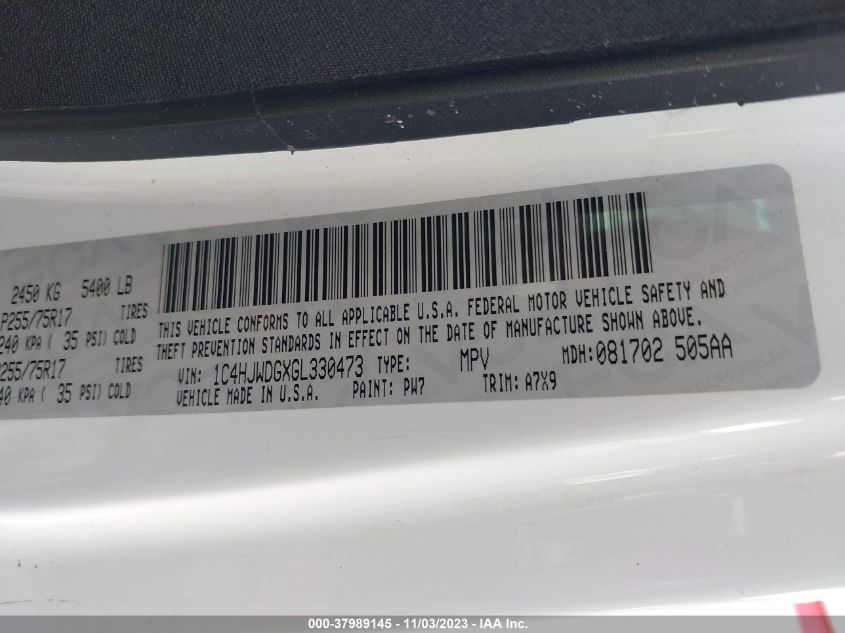 2450 KG 5400 LB
P255/75R17 TIRES
240 KPA ( 35 PSI) COLD
P255/75R17 TIRES
40 KPA ( 35 PSI) COLD
THIS VEHICLE CONFORMS TO ALL APPLICABLE U.S.A. FEDERAL MOTOR VEHICLE SAFETY AND
THEFT PREVENTION STANDARDS IN EFFECT ON THE DATE OF MANUFACTURE SHOWN ABOVE.
VIN: 1C4HJWDGXGL330473 TYPE: MPV MDH:081702 505AA
VEHICLE MADE IN U.S.A. PAINT: PW7 TRIM: A7X9
000-37989145 - 11/03/2023 - IAA Inc.